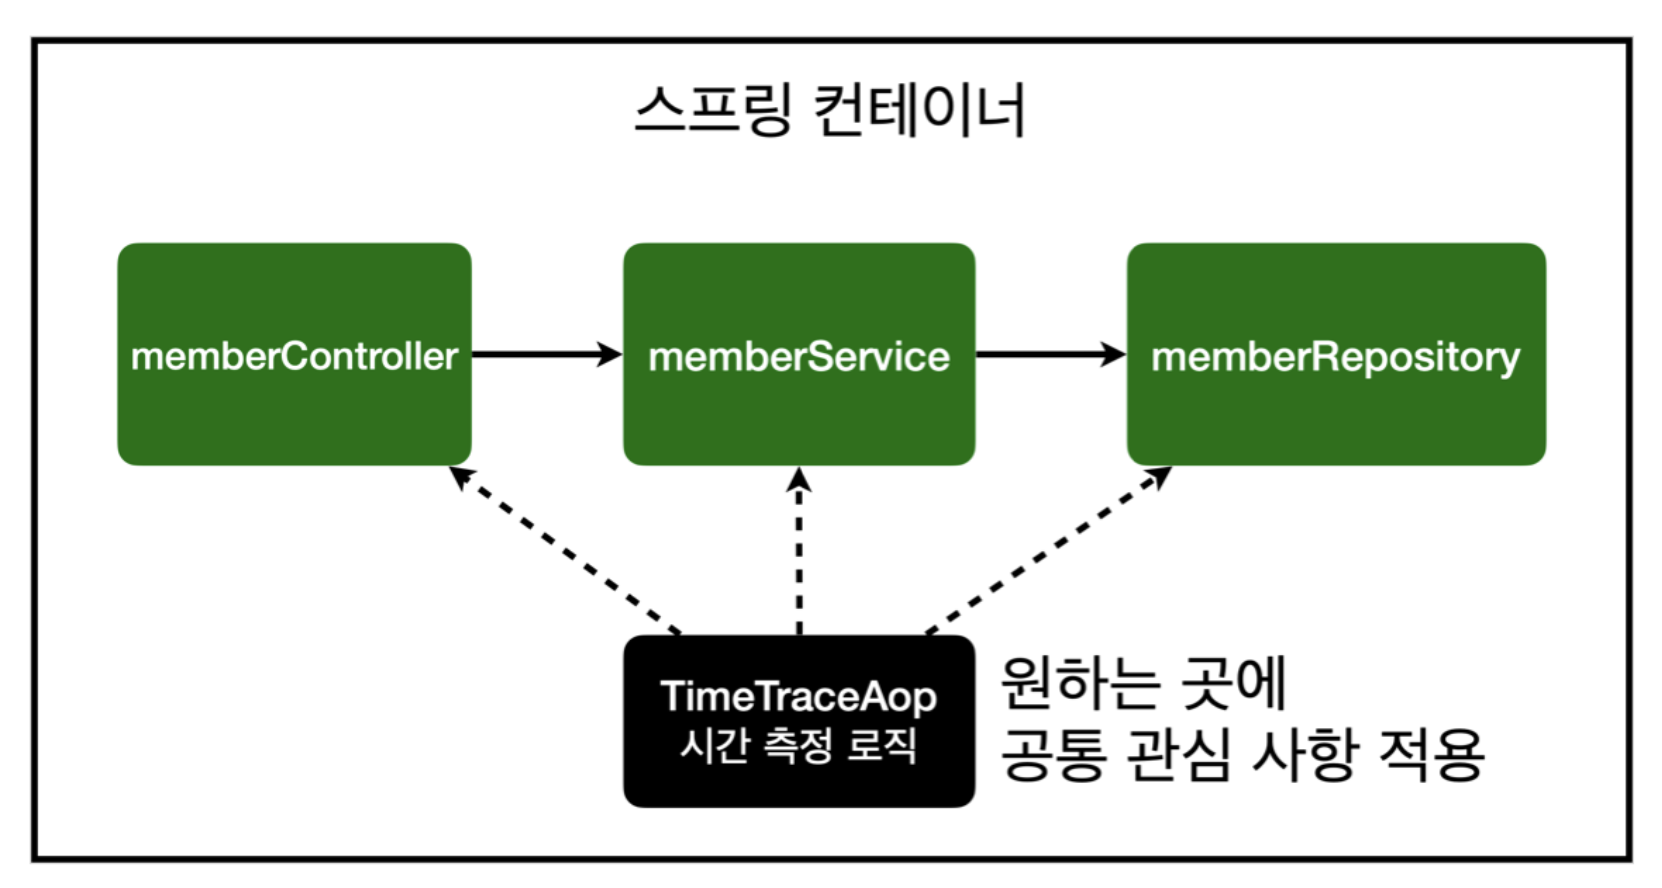 스프링 컨테이너
memberController
memberService
memberRepository
TimeTraceAop
시간 측정 로직
원하는 곳에
공통 관심 사항 적용